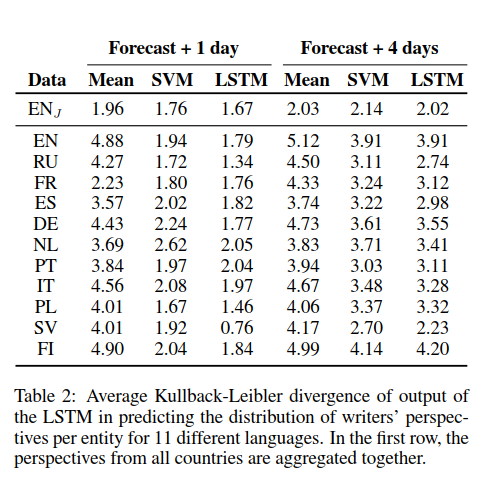 Forecast + 1 day Forecast + 4 days
Data Mean SVM LSTM Mean SVM LSTM
EN_J 1.96 1.76 1.67 2.03 2.14 2.02
EN 4.88 1.94 1.79 5.12 3.91 3.91
RU 4.27 1.72 1.34 4.50 3.11 2.74
FR 2.23 1.80 1.76 4.33 3.24 3.12
ES 3.57 2.02 1.82 3.74 3.22 2.98
DE 4.43 2.24 1.77 4.73 3.61 3.55
NL 3.69 2.62 2.05 3.83 3.71 3.41
PT 3.84 1.97 2.04 3.94 3.03 3.11
IT 4.56 2.08 1.97 4.67 3.48 3.28
PL 4.01 1.67 1.46 4.06 3.37 3.32
SV 4.01 1.92 0.76 4.17 2.70 2.23
FI 4.90 2.04 1.84 4.99 4.14 4.20
Table 2: Average Kullback-Leibler divergence of output of
the LSTM in predicting the distribution of writers' perspec-
tives per entity for 11 different languages. In the first row, the
perspectives from all countries are aggregated together.